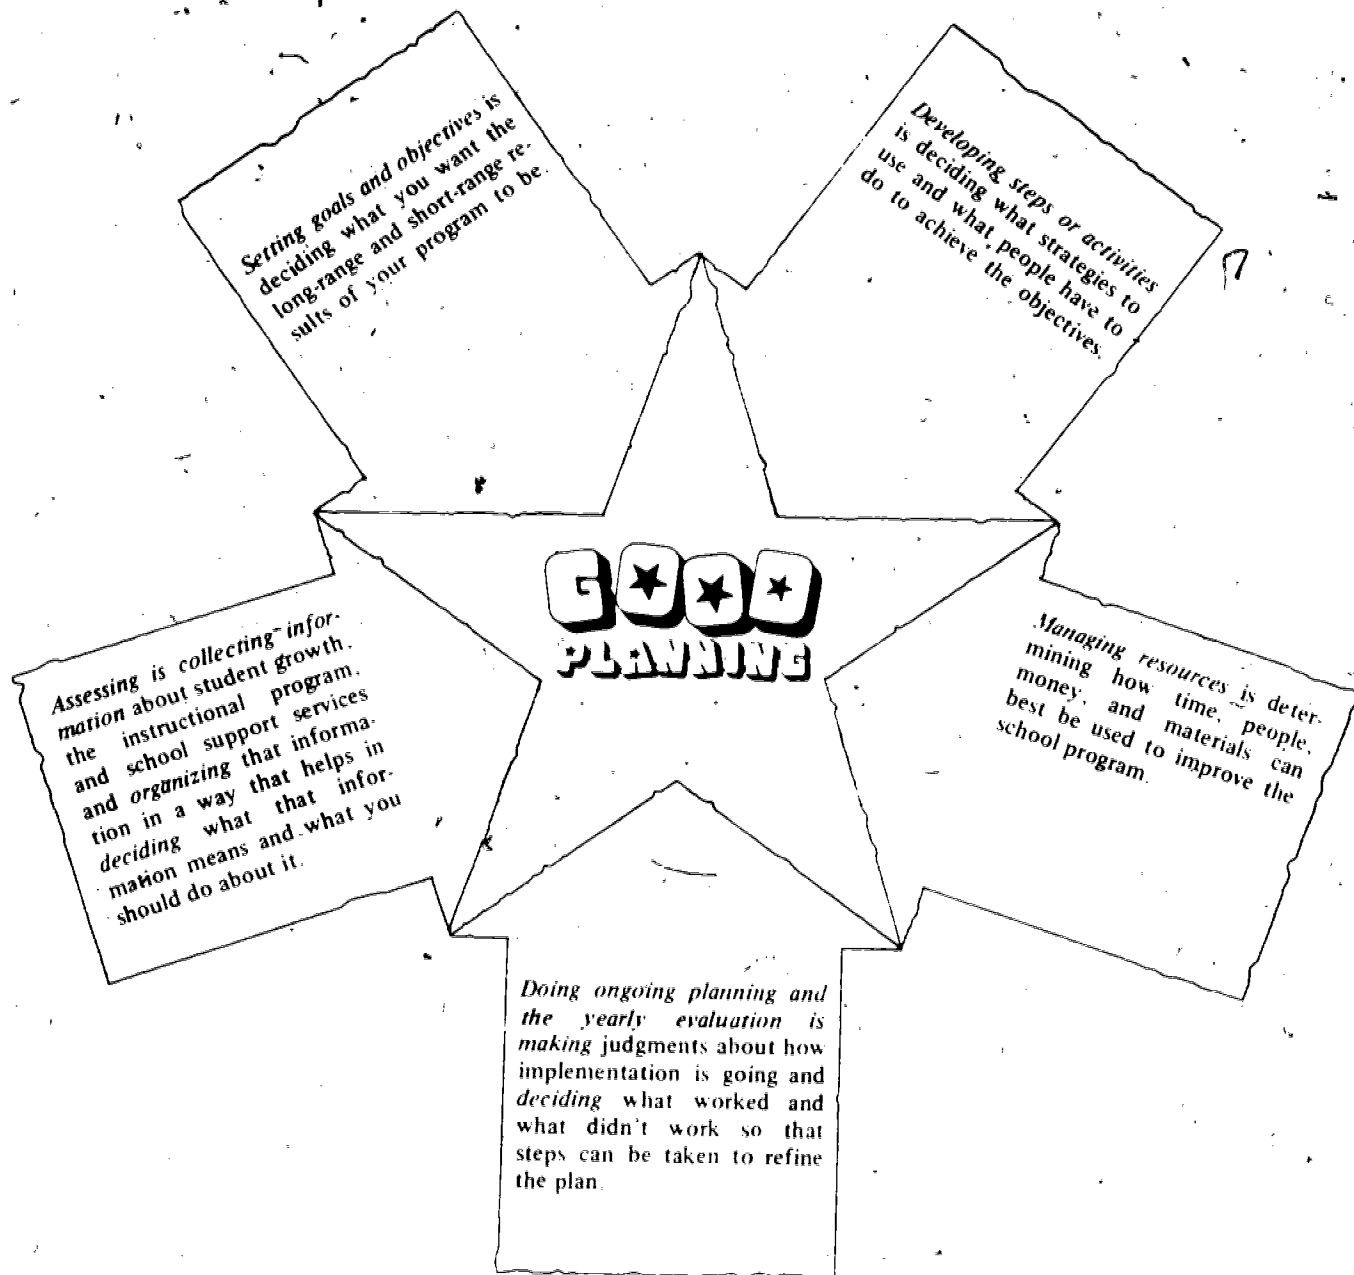 Setting goals and objectives is
deciding what you want the
long-range and short-range re-
sults of your program to be.
Developing steps or activities
is deciding what strategies to
use and what people have to
do to achieve the objectives.
GOOD
PLANNING
Assessing is collecting infor-
mation about student growth,
the instructional program,
and school support services
and organizing that informa-
tion in a way that helps in
deciding what that infor-
mation means and what you
should do about it.
Managing resources is deter-
mining how time, people,
money, and materials can
best be used to improve the
school program.
Doing ongoing planning and
the yearly evaluation is
making judgments about how
implementation is going and
deciding what worked and
what didn't work so that
steps can be taken to refine
the plan.